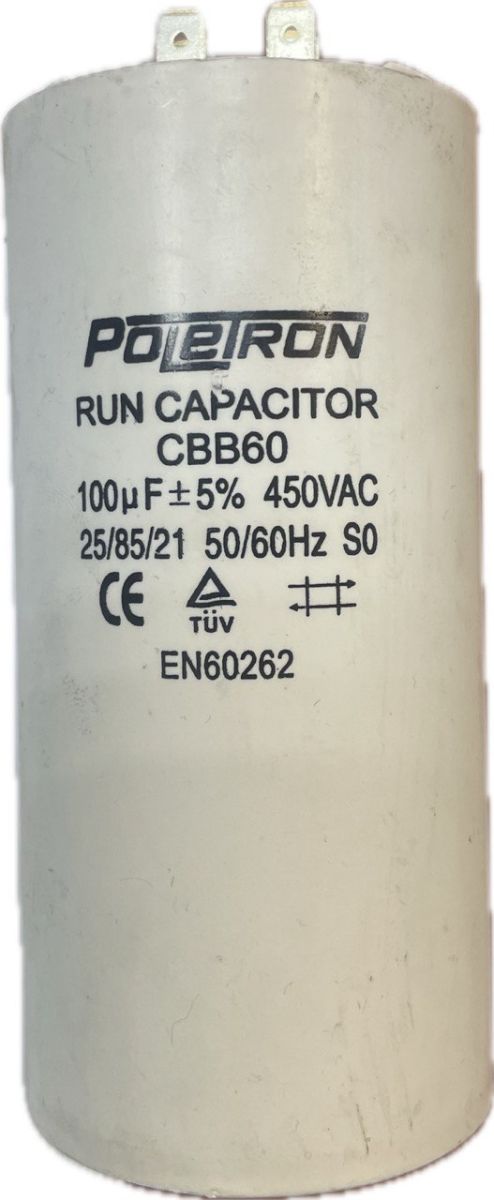 POLETRON
RUN CAPACITOR
CBB60
100μF±5% 450VAC
25/85/21 50/60Hz S0
CE TÜV
EN60262